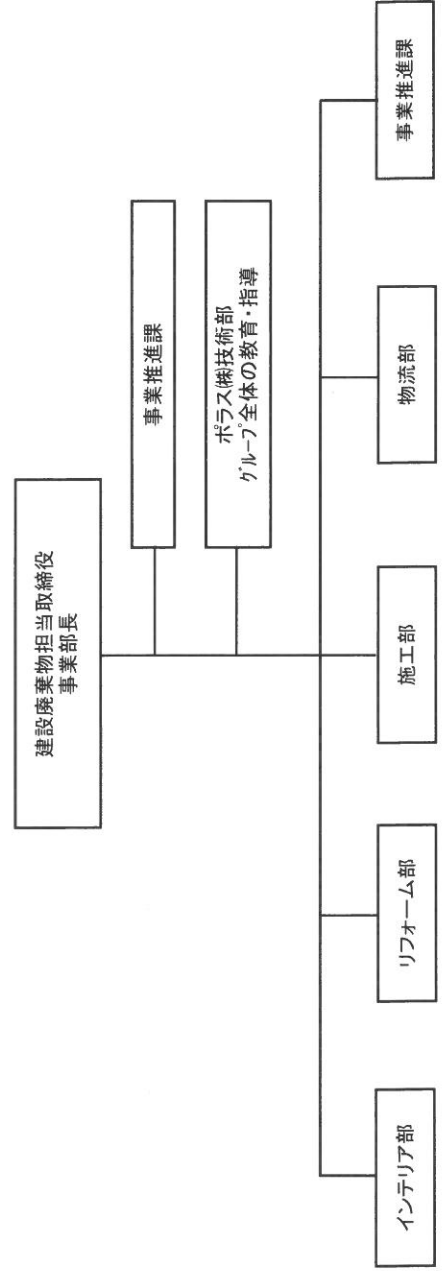 建設廃棄物担当取締役
事業部長
事業推進課
ポラス㈱技術部
グループ全体の教育・指導
インテリア部
リフォーム部
施工部
物流部
事業推進課